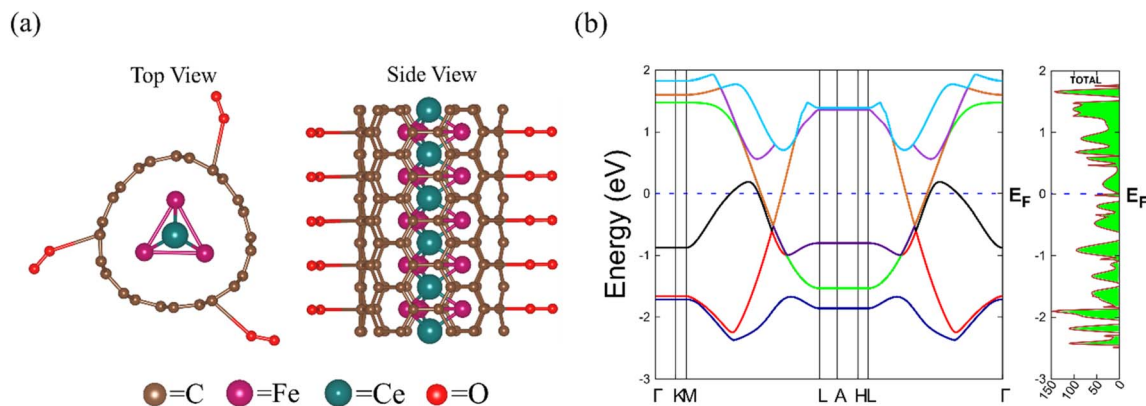 (a)
Top View
Side View
=C
=Fe
=Ce
=O
(b)
Energy (eV)
2
1
0
-1
-2
-3
Γ
K
M
L
A
H
L
Γ
E_F
TOTAL
2
1
0
-1
-2
-3
150
100
50
0
E_F